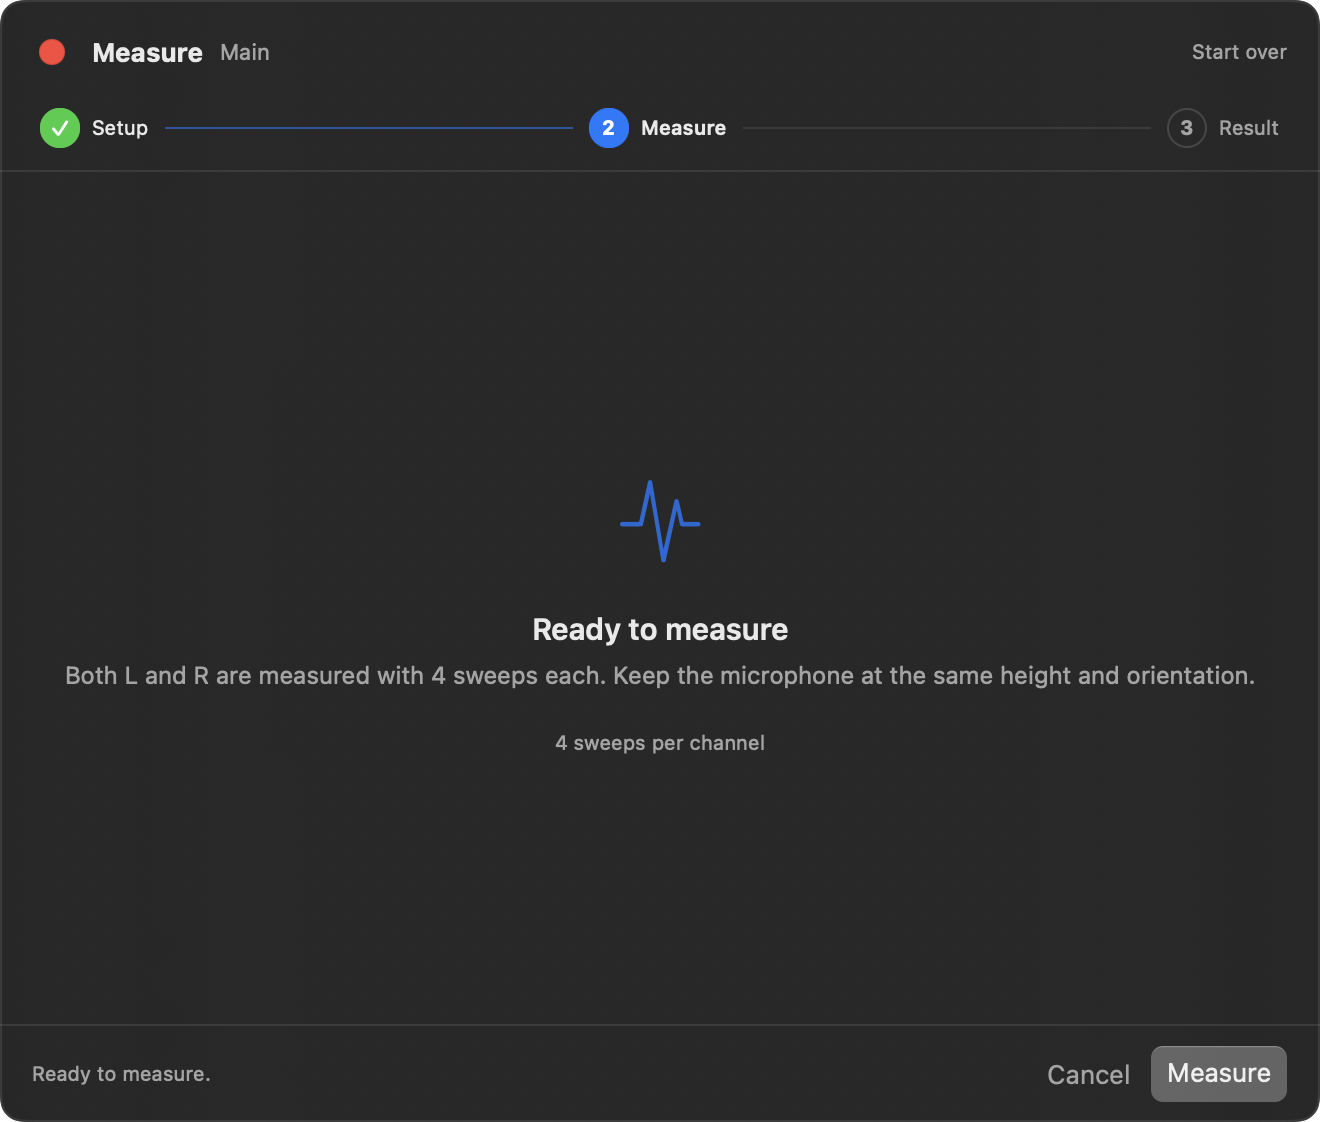 Measure Main
Start over
Setup
2 Measure
3 Result
Ready to measure
Both L and R are measured with 4 sweeps each. Keep the microphone at the same height and orientation.
4 sweeps per channel
Ready to measure.
Cancel
Measure